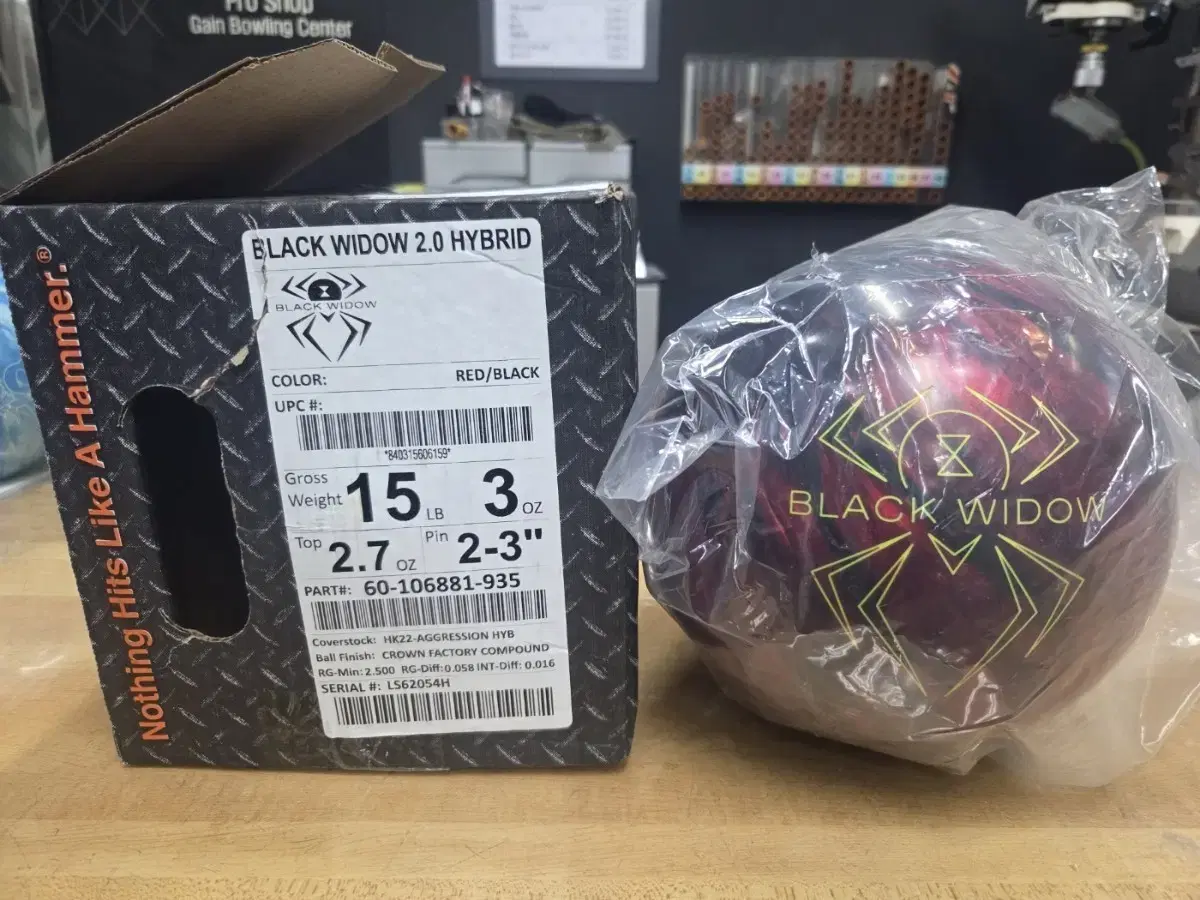 Pro Shop
Gain Bowling Center
Nothing Hits Like A Hammer.®
BLACK WIDOW 2.0 HYBRID
BLACK WIDOW
COLOR: RED/BLACK
UPC #:
*840315606159*
Gross Weight 15 LB 3 OZ
Top 2.7 OZ Pin 2-3"
PART#: 60-106881-935
Coverstock: HK22-AGGRESSION HYB
Ball Finish: CROWN FACTORY COMPOUND
RG-Min: 2.500 RG-Diff: 0.058 INT-Diff: 0.016
SERIAL #: LS62054H
BLACK WIDOW